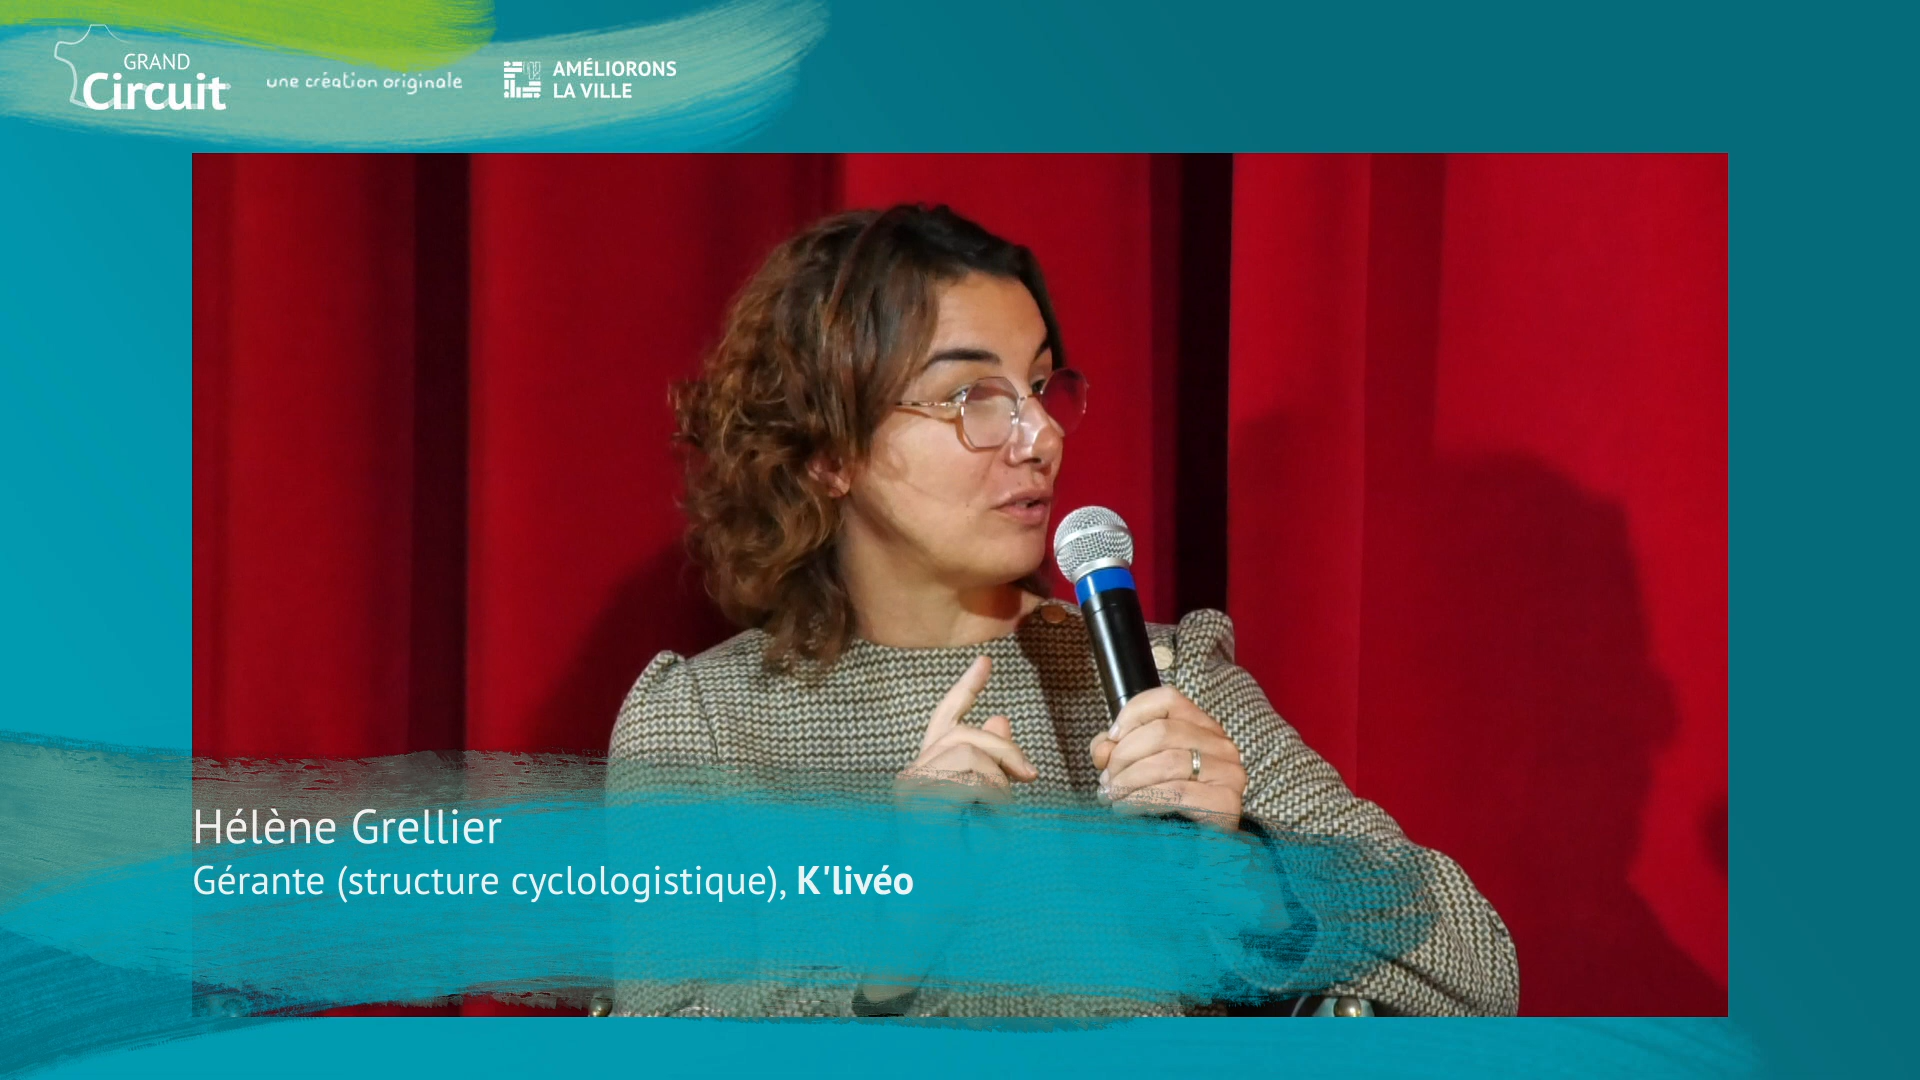 GRAND
Circuit
une création originale
AMÉLIORONS
LA VILLE
Hélène Grellier
Gérante (structure cyclologistique), K'livéo